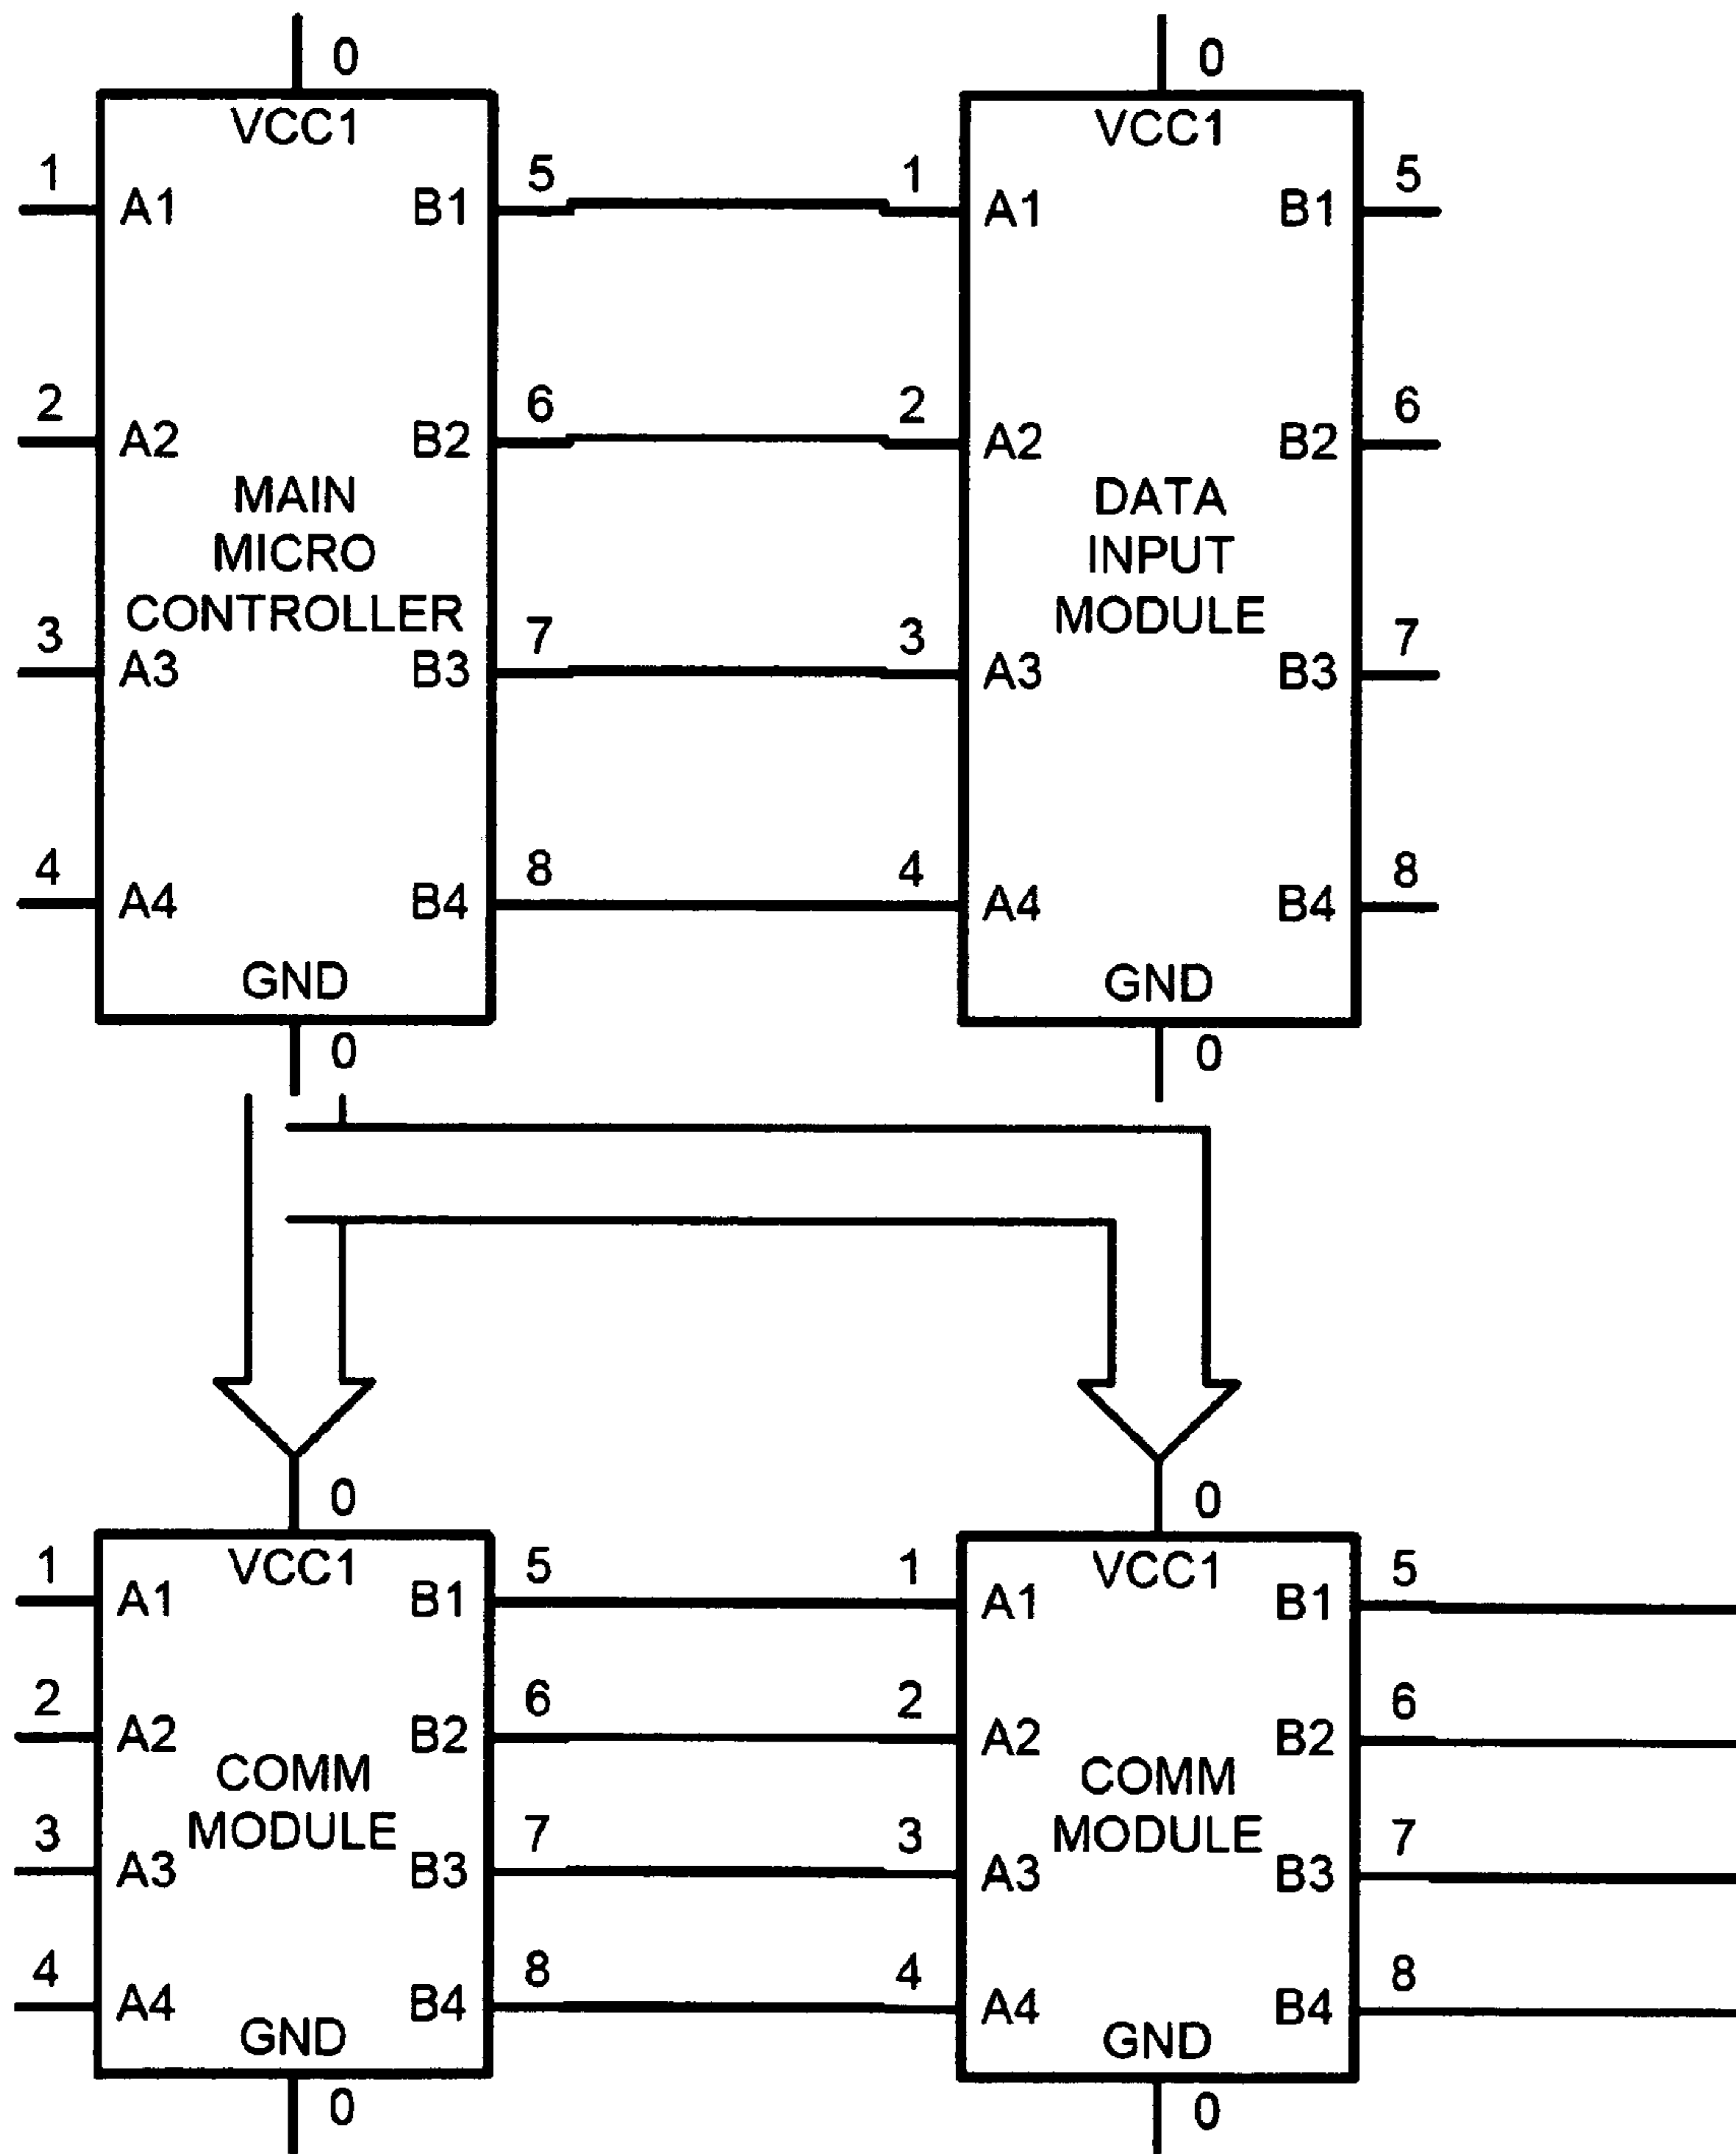 0 0
VCC1 VCC1
1 5 1 5
A1 B1 A1 B1
2 6 2 6
A2 B2 A2 B2
MAIN DATA
MICRO INPUT
CONTROLLER MODULE
3 7 3 7
A3 B3 A3 B3
4 8 4 8
A4 B4 A4 B4
GND GND
0 0
0 0
VCC1 VCC1
1 5 1 5
A1 B1 A1 B1
2 6 2 6
A2 B2 A2 B2
COMM COMM
MODULE MODULE
3 7 3 7
A3 B3 A3 B3
4 8 4 8
A4 B4 A4 B4
GND GND
0 0